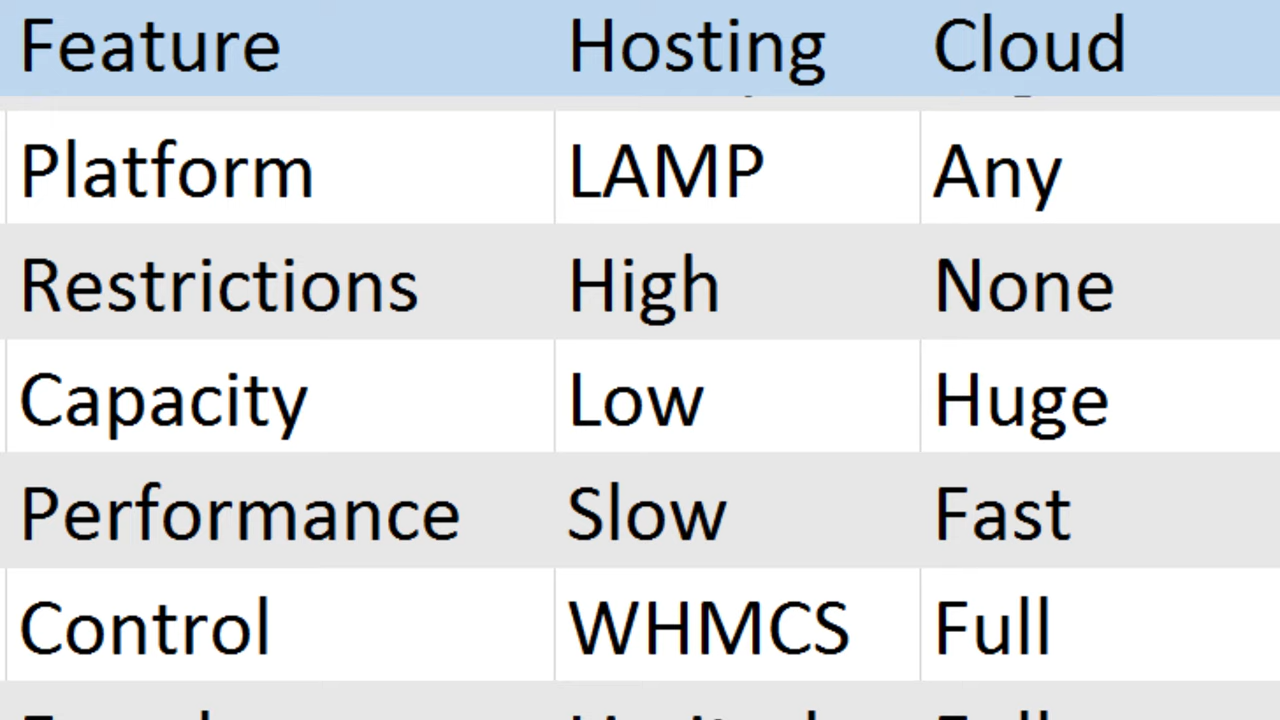 Feature Hosting Cloud
Platform LAMP Any
Restrictions High None
Capacity Low Huge
Performance Slow Fast
Control WHMCS Full